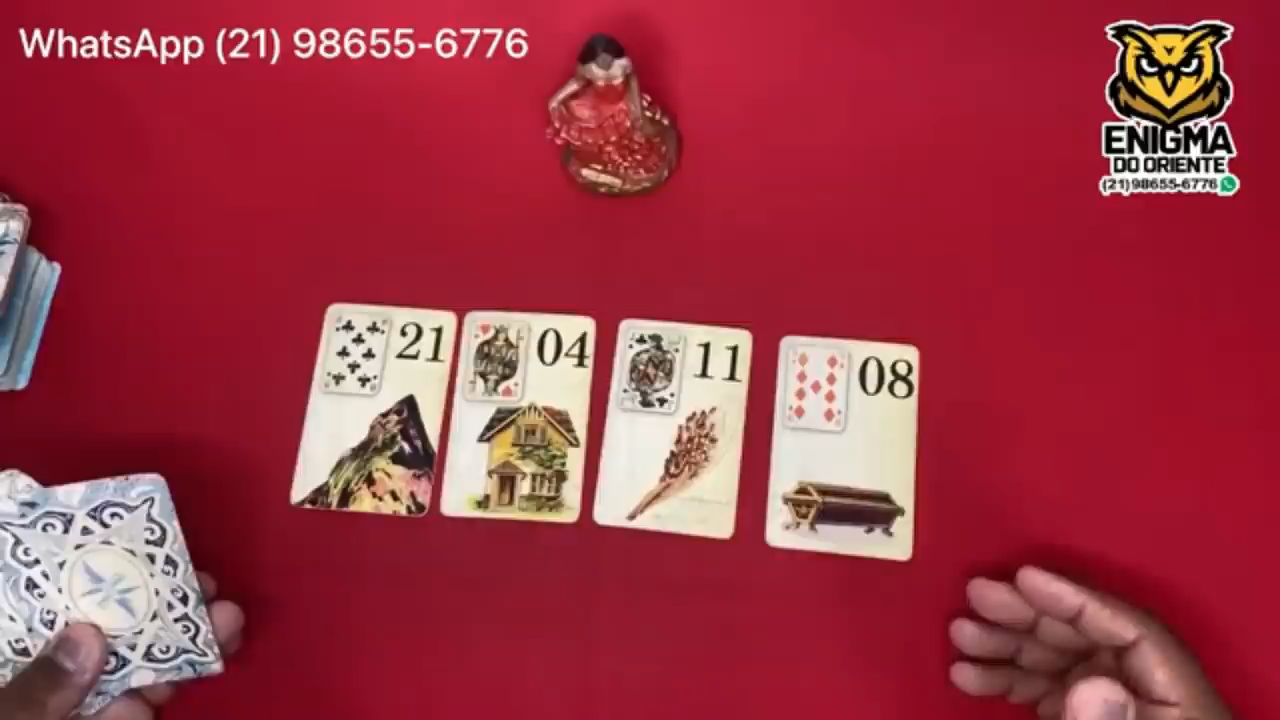 WhatsApp (21) 98655-6776
ENIGMA
DO ORIENTE
(21)98655-6776
21
04
11
08